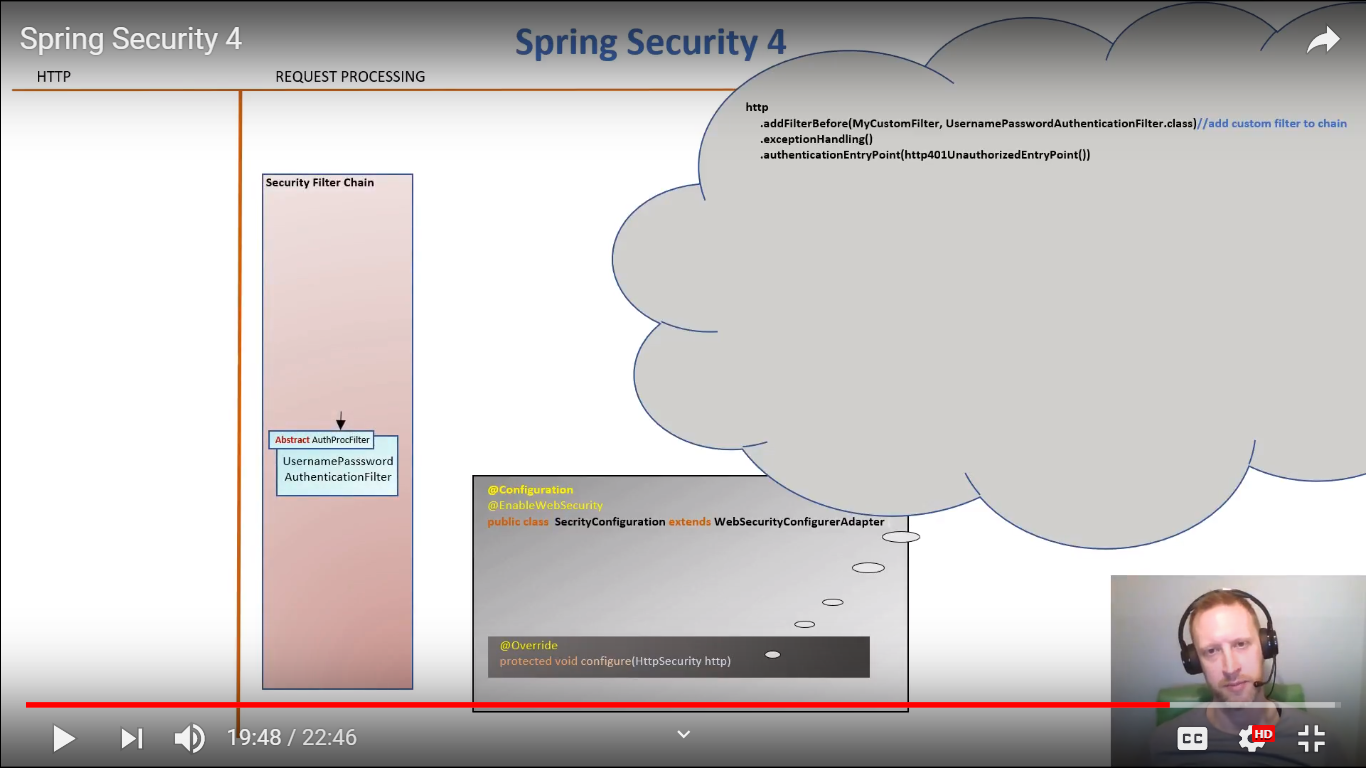 Spring Security 4
Spring Security 4
HTTP
REQUEST PROCESSING
http
.addFilterBefore(MyCustomFilter, UsernamePasswordAuthenticationFilter.class)//add custom filter to chain
.exceptionHandling()
.authenticationEntryPoint(http401UnauthorizedEntryPoint())
Security Filter Chain
Abstract AuthProcFilter
UsernamePasssword
AuthenticationFilter
@Configuration
@EnableWebSecurity
public class SecrityConfiguration extends WebSecurityConfigurerAdapter
@Override
protected void configure(HttpSecurity http)
19:48 / 22:46
CC
HD